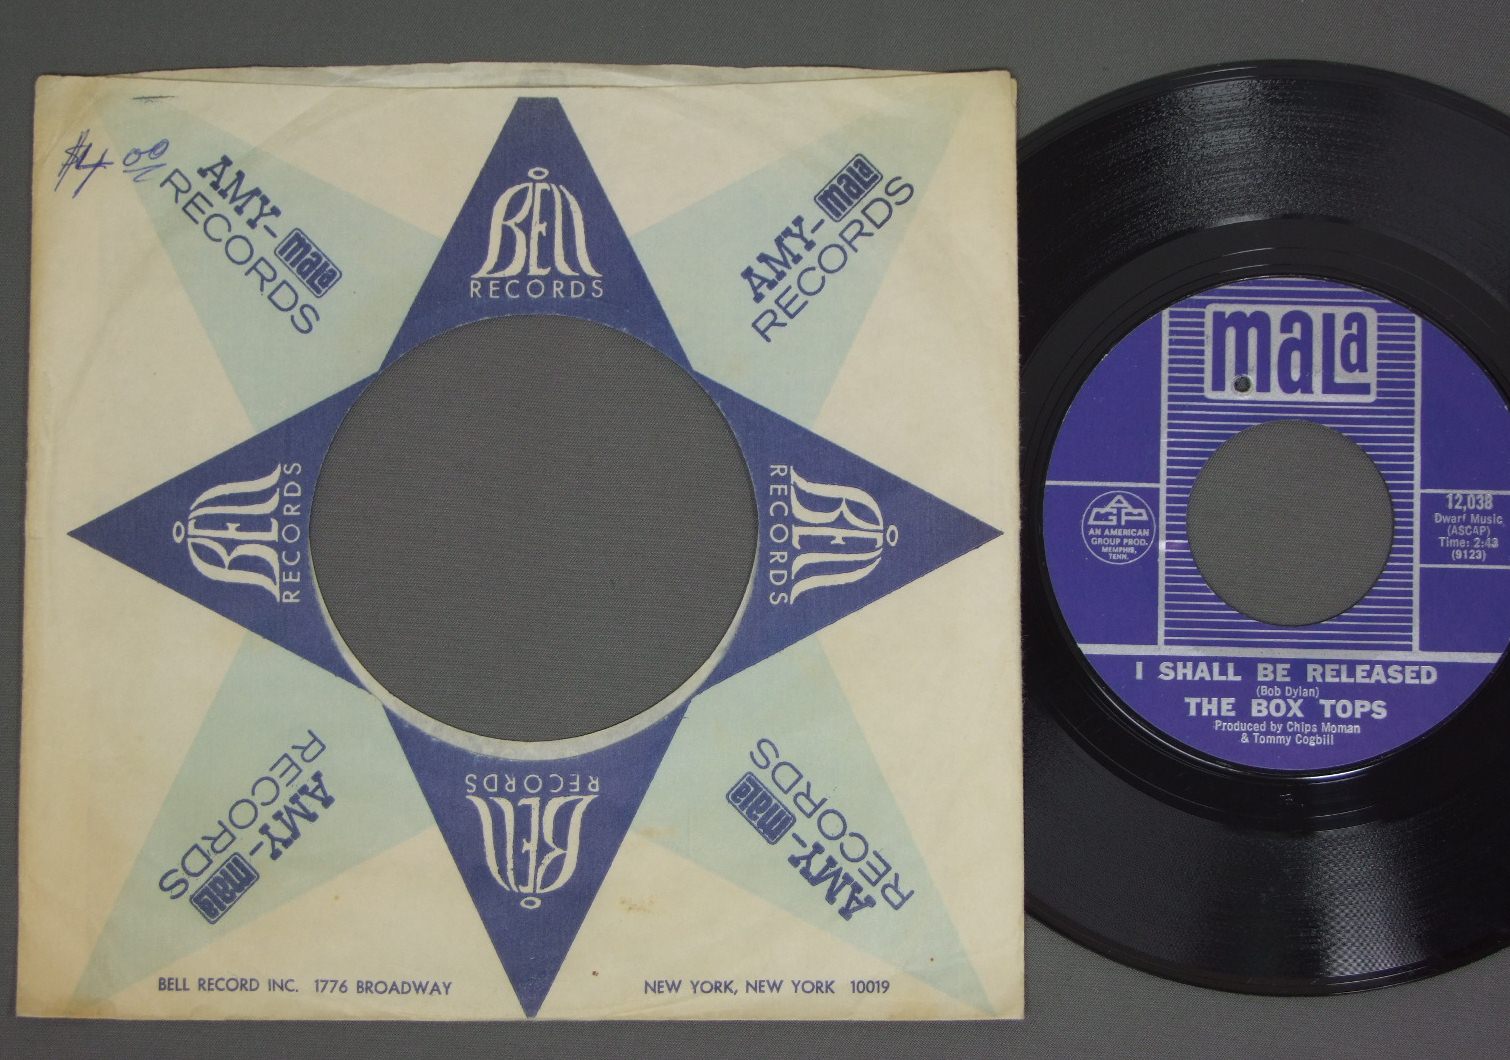 $4.00
AMY-mala
RECORDS
BELL
RECORDS
AMY-mala
RECORDS
BELL
RECORDS
BELL
RECORDS
AMY-mala
RECORDS
BELL
RECORDS
AMY-mala
RECORDS
BELL RECORD INC. 1776 BROADWAY
NEW YORK, NEW YORK 10019
mala
AGP
AN AMERICAN
GROUP PROD.
MEMPHIS,
TENN.
12,038
Dwarf Music
(ASCAP)
Time: 2:43
(9123)
I SHALL BE RELEASED
(Bob Dylan)
THE BOX TOPS
Produced by Chips Moman
& Tommy Cogbill